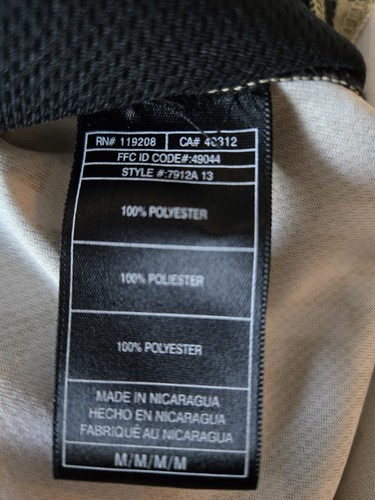 RN# 119208 CA# 40312
FFC ID CODE#:49044
STYLE #:7912A 13
100% POLYESTER
100% POLIESTER
100% POLYESTER
MADE IN NICARAGUA
HECHO EN NICARAGUA
FABRIQUÉ AU NICARAGUA
M/M/M/M